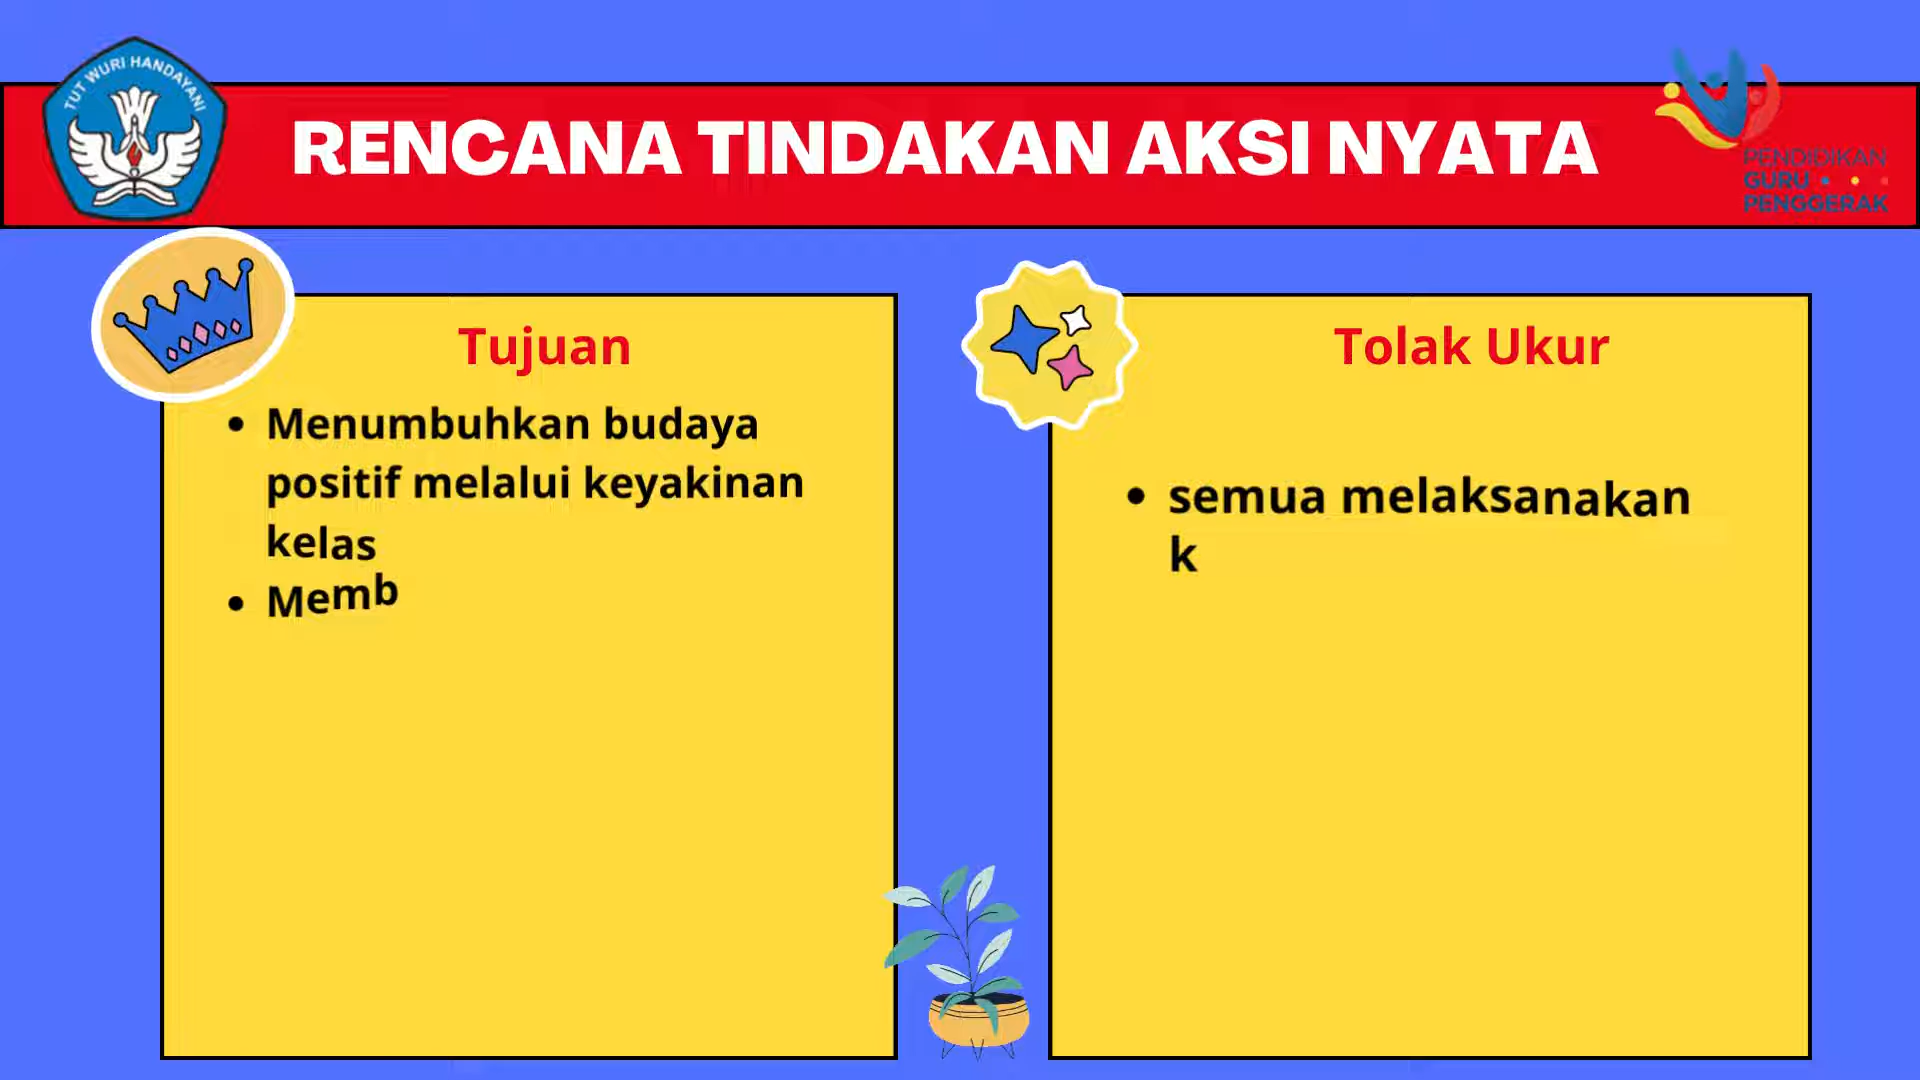 TUT WURI HANDAYANI
RENCANA TINDAKAN AKSI NYATA
PENDIDIKAN
GURU
PENGGERAK
Tujuan
• Menumbuhkan budaya
positif melalui keyakinan
kelas
• Memb
Tolak Ukur
• semua melaksanakan
k